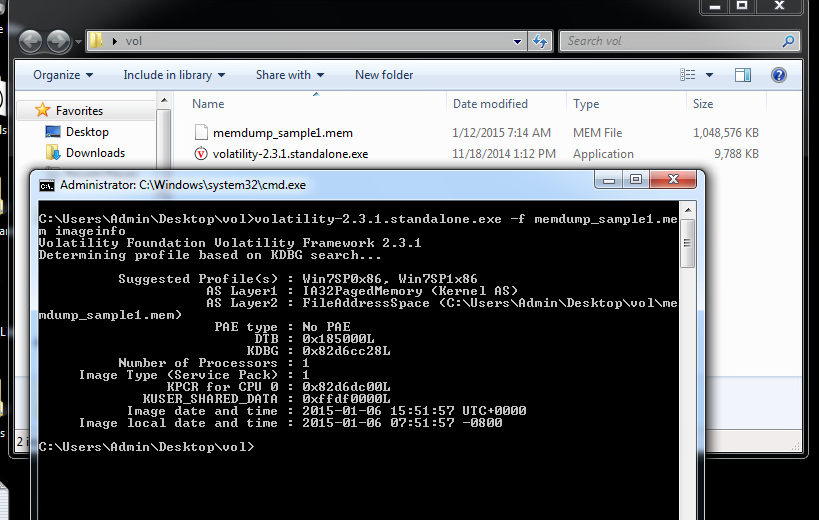 vol
Search vol
Organize
Include in library
Share with
New folder
Favorites
Name
Date modified
Type
Size
Desktop
memdump_sample1.mem
1/12/2015 7:14 AM
MEM File
1,048,576 KB
Downloads
volatility-2.3.1.standalone.exe
11/18/2014 1:12 PM
Application
9,788 KB
Administrator: C:\Windows\system32\cmd.exe
C:\Users\Admin\Desktop\vol>volatility-2.3.1.standalone.exe -f memdump_sample1.me
m imageinfo
Volatility Foundation Volatility Framework 2.3.1
Determining profile based on KDBG search...
Suggested Profile(s) : Win7SP0x86, Win7SP1x86
AS Layer1 : IA32PagedMemory (Kernel AS)
AS Layer2 : FileAddressSpace (C:\Users\Admin\Desktop\vol\me
mdump_sample1.mem)
PAE type : No PAE
DTB : 0x185000L
KDBG : 0x82d6cc28L
Number of Processors : 1
Image Type (Service Pack) : 1
KPCR for CPU 0 : 0x82d6dc00L
KUSER_SHARED_DATA : 0xffdf0000L
Image date and time : 2015-01-06 15:51:57 UTC+0000
Image local date and time : 2015-01-06 07:51:57 -0800
C:\Users\Admin\Desktop\vol>